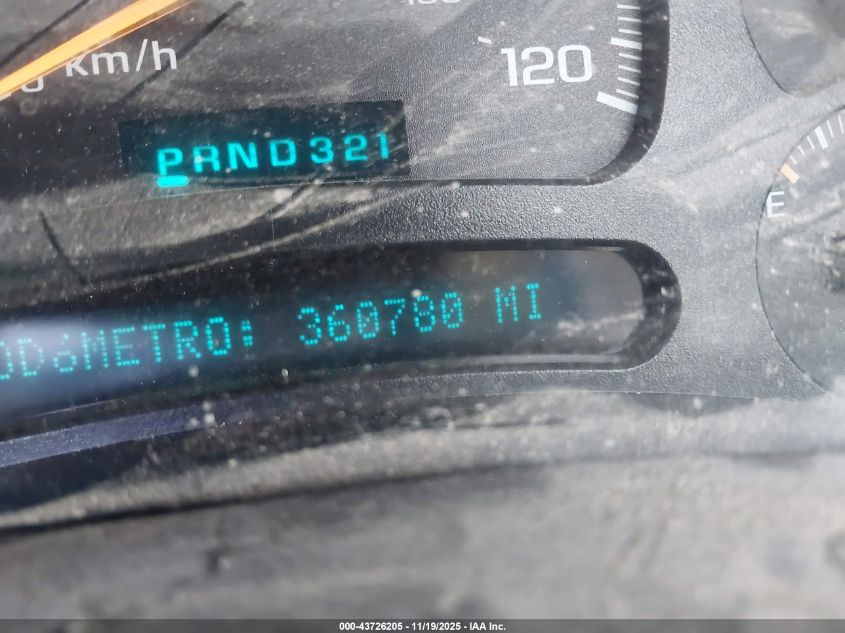 km/h
120
PRND321
E
ODóMETRO: 360780 MI
000-43726205 - 11/19/2025 - IAA Inc.